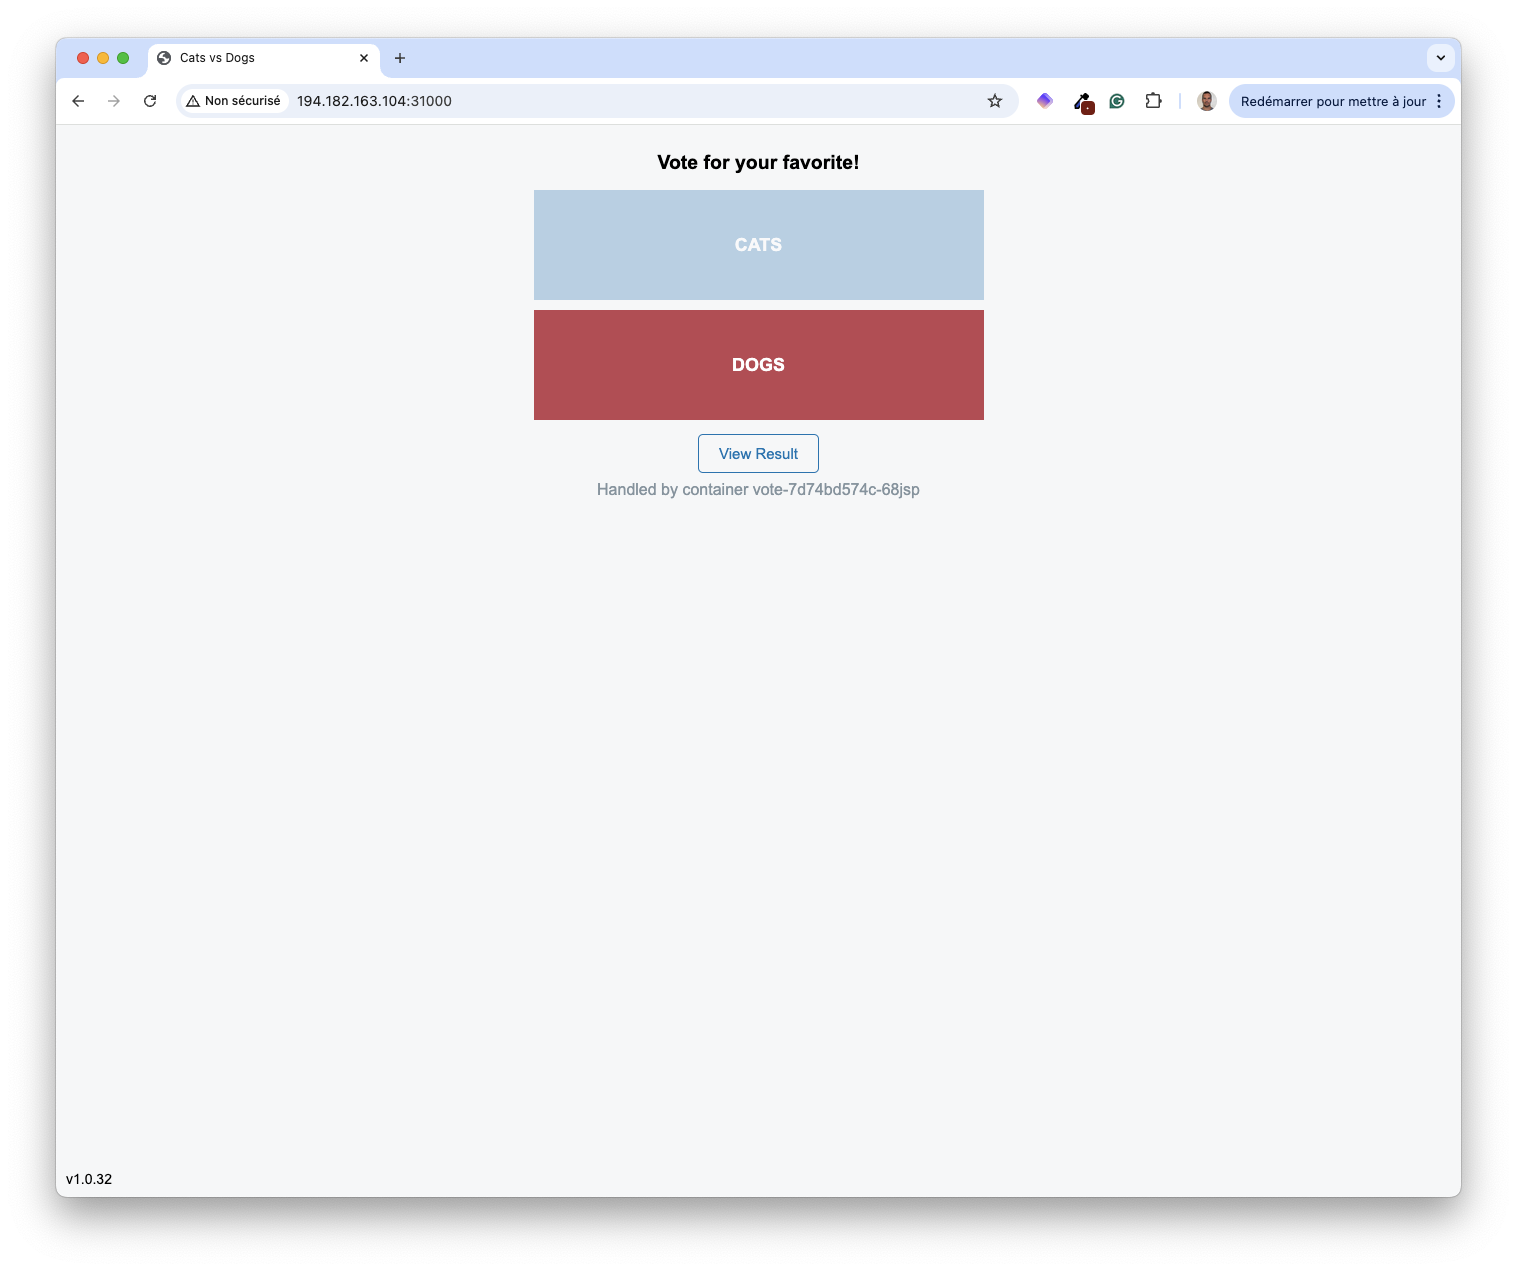 Cats vs Dogs
Non sécurisé 194.182.163.104:31000 Redémarrer pour mettre à jour
Vote for your favorite!
CATS
DOGS
View Result
Handled by container vote-7d74bd574c-68jsp
v1.0.32